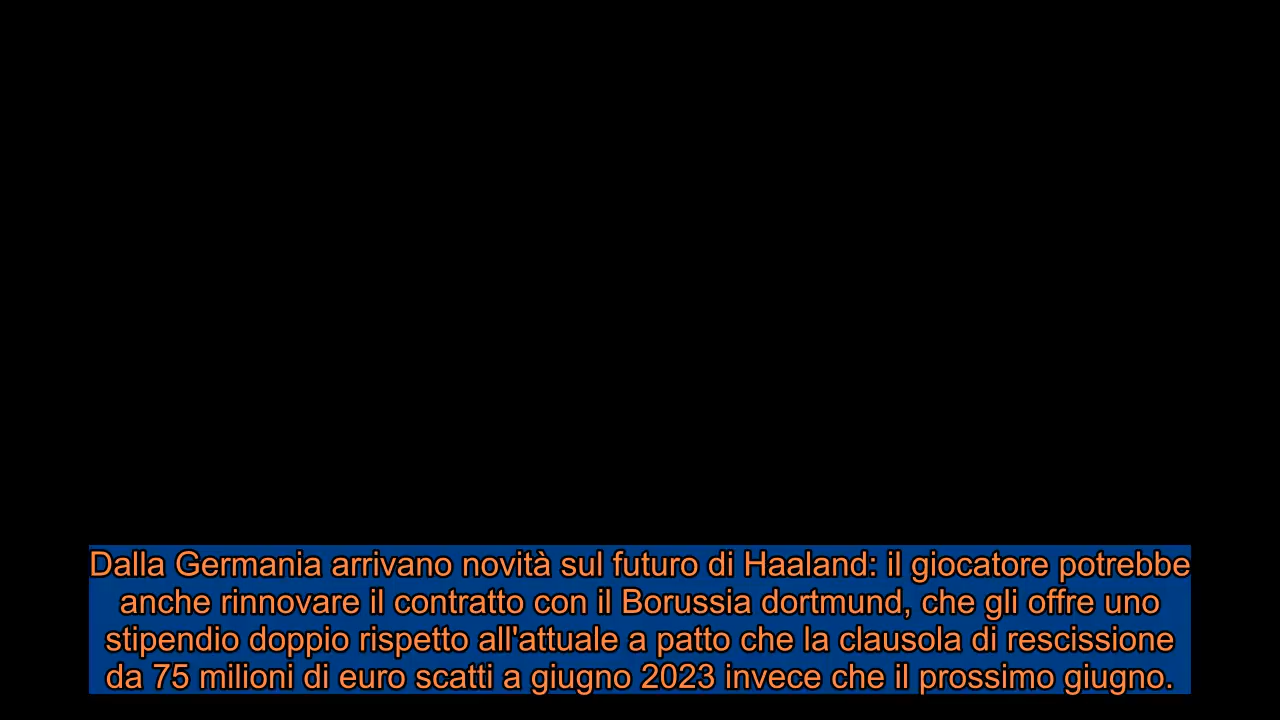 Dalla Germania arrivano novità sul futuro di Haaland: il giocatore potrebbe
anche rinnovare il contratto con il Borussia dortmund, che gli offre uno
stipendio doppio rispetto all'attuale a patto che la clausola di rescissione
da 75 milioni di euro scatti a giugno 2023 invece che il prossimo giugno.